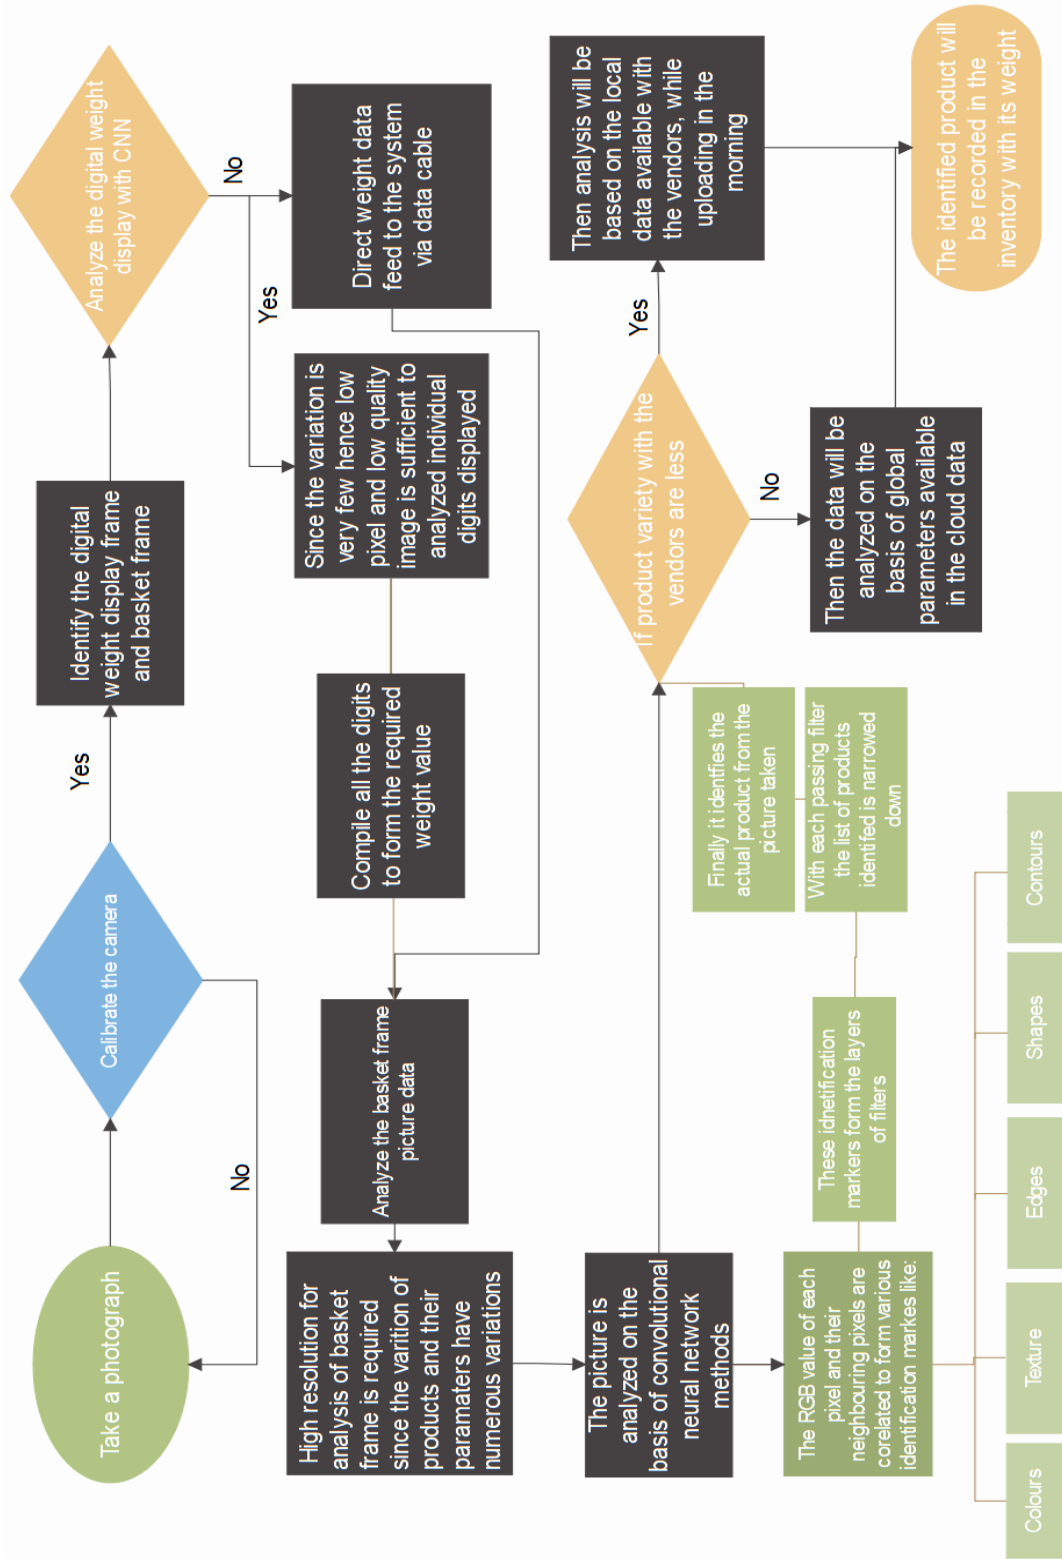 Take a photograph
Calibrate the camera
No
Yes
Identify the digital
weight display frame
and basket frame
Analyze the digital weight
display with CNN
No
Yes
Direct weight data
feed to the system
via data cable
Since the variation is
very few hence low
pixel and low quality
image is sufficient to
analyzed individual
digits displayed
Compile all the digits
to form the required
weight value
Analyze the basket frame
picture data
High resolution for
analysis of basket
frame is required
since the varition of
products and their
paramaters have
numerous variations
The picture is
analyzed on the
basis of convolutional
neural network
methods
The RGB value of each
pixel and their
neighbouring pixels are
corelated to form various
identification markes like:
Colours
Texture
Edges
Shapes
Contours
These idnetification
markers form the layers
of filters
With each passing filter
the list of products
identifed is narrowed
down
Finally it identfies the
actual product from the
picture taken
If product variety with the
vendors are less
Yes
No
Then analysis will be
based on the local
data available with
the vendors, while
uploading in the
morning
Then the data will be
analyzed on the
basis of global
parameters available
in the cloud data
The identified product will
be recorded in the
inventory with its weight